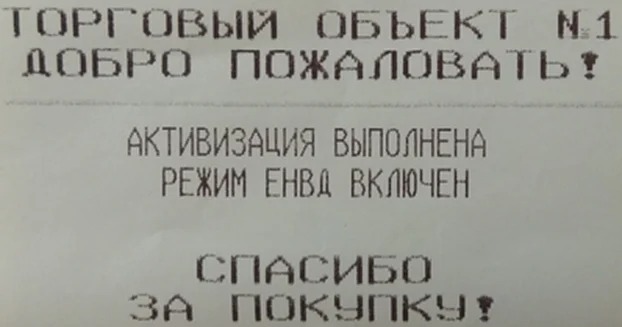 ТОРГОВЫЙ ОБЪЕКТ №1
ДОБРО ПОЖАЛОВАТЬ!
АКТИВИЗАЦИЯ ВЫПОЛНЕНА
РЕЖИМ ЕНВД ВКЛЮЧЕН
СПАСИБО
ЗА ПОКУПКУ!